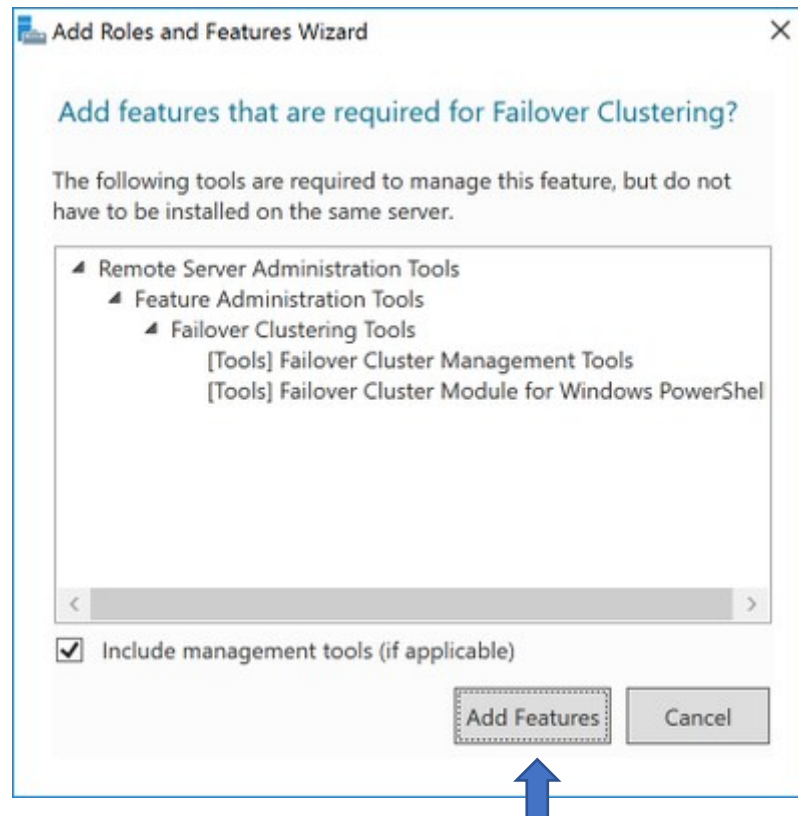 Add Roles and Features Wizard
Add features that are required for Failover Clustering?
The following tools are required to manage this feature, but do not
have to be installed on the same server.
Remote Server Administration Tools
Feature Administration Tools
Failover Clustering Tools
[Tools] Failover Cluster Management Tools
[Tools] Failover Cluster Module for Windows PowerShel
Include management tools (if applicable)
Add Features Cancel